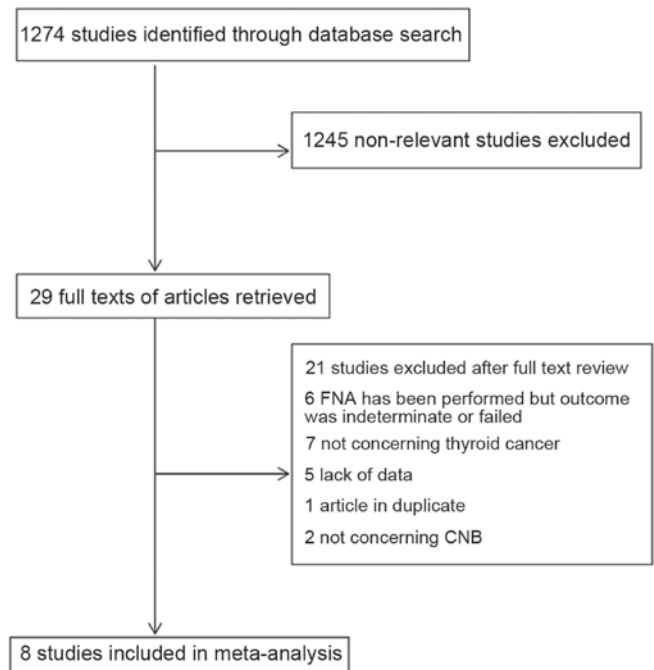 1274 studies identified through database search
1245 non-relevant studies excluded
29 full texts of articles retrieved
21 studies excluded after full text review
6 FNA has been performed but outcome
was indeterminate or failed
7 not concerning thyroid cancer
5 lack of data
1 article in duplicate
2 not concerning CNB
8 studies included in meta-analysis